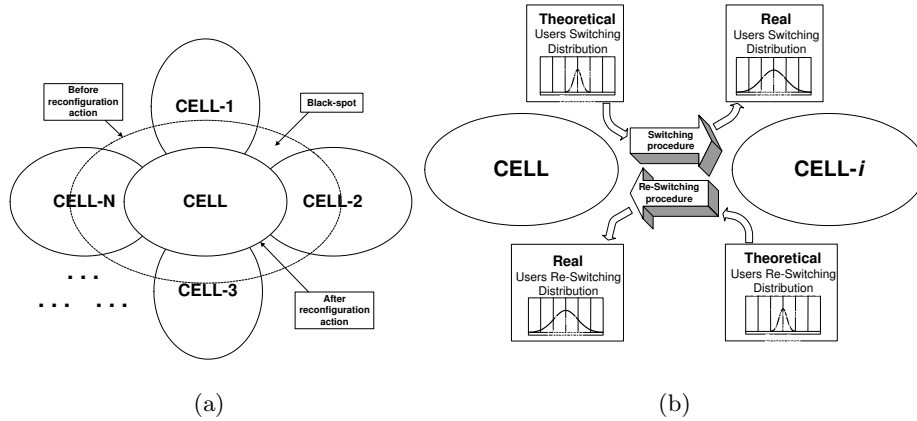 Before
reconfiguration
action
CELL-1
Black-spot
CELL-N
CELL
CELL-2
CELL-3
After
reconfiguration
action
. . .
. . . . . .
(a)
Theoretical
Users Switching
Distribution
Real
Users Switching
Distribution
Switching
procedure
CELL
CELL-i
Re-Switching
procedure
Real
Users Re-Switching
Distribution
Theoretical
Users Re-Switching
Distribution
(b)